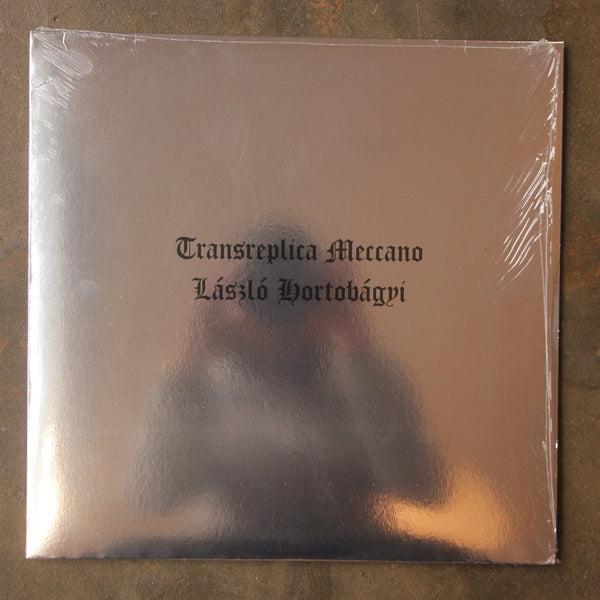 Transreplica Meccano
László Hortobágyi